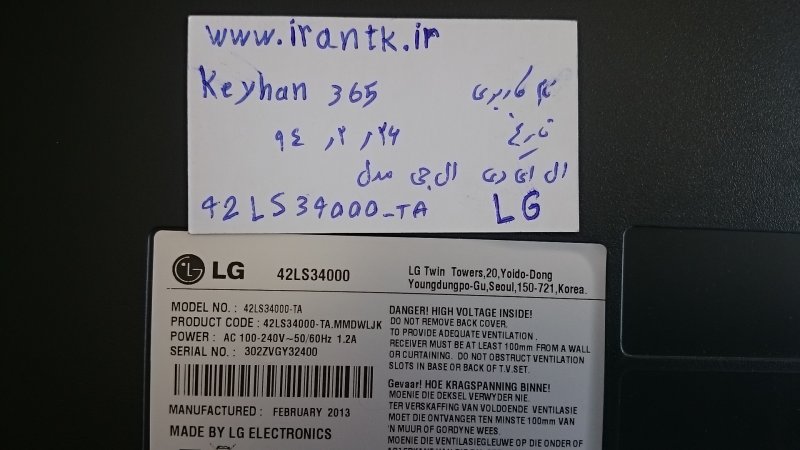 www.irantk.ir
Keyhan 365 نام کاربری
تاریخ ۹٤ ر ۲ ر ۲۶
ال ای دی ال جی مدل
42LS34000-TA LG
LG 42LS34000
LG Twin Towers,20,Yoido-Dong
Youngdungpo-Gu,Seoul,150-721,Korea.
MODEL NO. : 42LS34000-TA
PRODUCT CODE : 42LS34000-TA.MMDWLJK
POWER : AC 100-240V~50/60Hz 1.2A
SERIAL NO. : 302ZVGY32400
MANUFACTURED : FEBRUARY 2013
MADE BY LG ELECTRONICS
DANGER! HIGH VOLTAGE INSIDE!
DO NOT REMOVE BACK COVER.
TO PROVIDE ADEQUATE VENTILATION,
RECEIVER MUST BE AT LEAST 100mm FROM A WALL
OR CURTAINING. DO NOT OBSTRUCT VENTILATION
SLOTS IN BASE OR BACK OF T.V.SET.
Gevaar! HOE KRAGSPANNING BINNE!
MOENIE DIE DEKSEL VERWYDER NIE.
TER VERSKAFFING VAN VOLDOENDE VENTILASIE
MOET DIE ONTVANGER TEN MINSTE 100mm VAN
'N MUUR OF GORDYNE WEES.
MOENIE DIE VENTILASIEGLEUWE OP DIE ONDER OF